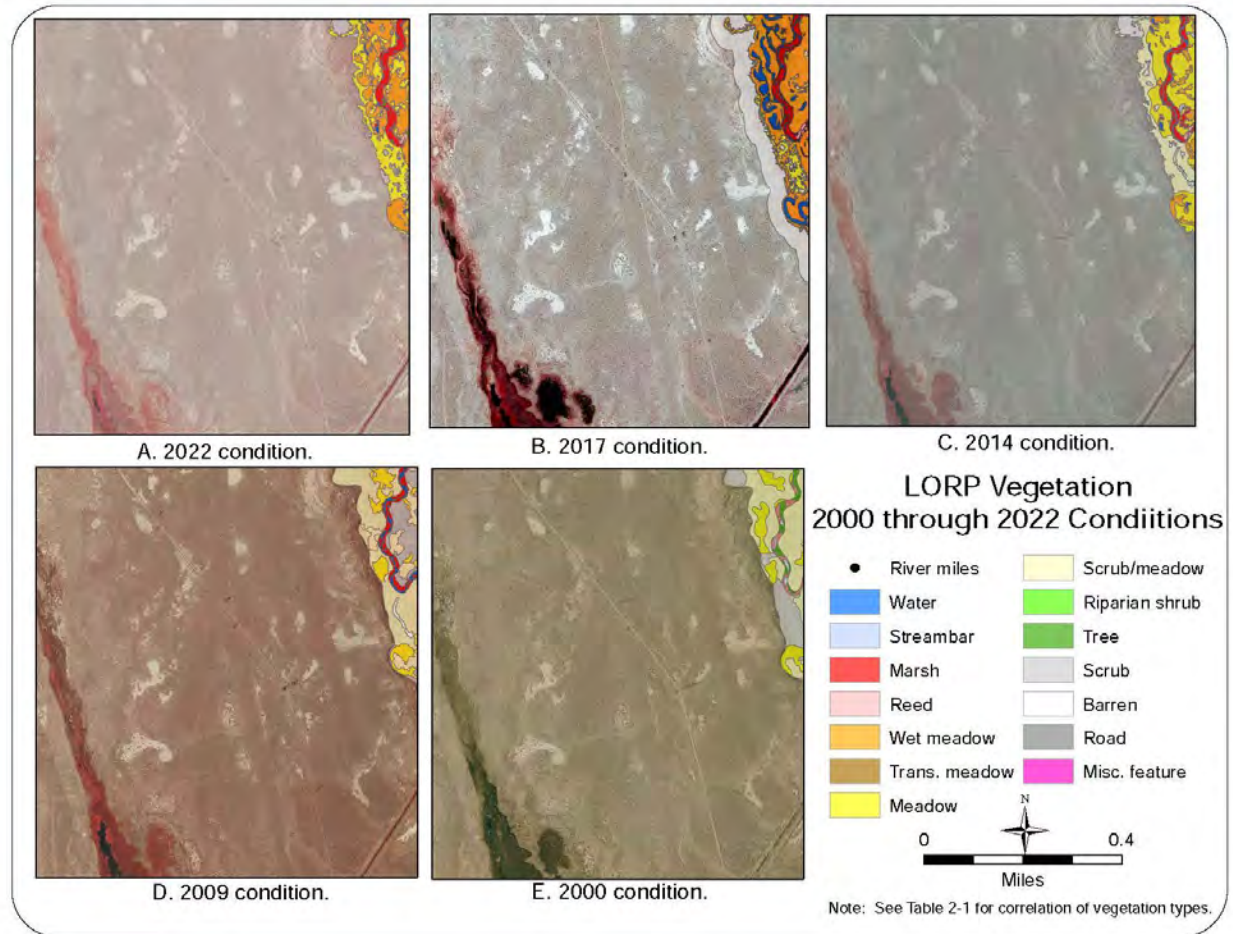 A. 2022 condition.
B. 2017 condition.
C. 2014 condition.
D. 2009 condition.
E. 2000 condition.
LORP Vegetation
2000 through 2022 Condiitions
River miles
Water
Streambar
Marsh
Reed
Wet meadow
Trans. meadow
Meadow
Scrub/meadow
Riparian shrub
Tree
Scrub
Barren
Road
Misc. feature
N
0 0.4
Miles
Note: See Table 2-1 for correlation of vegetation types.